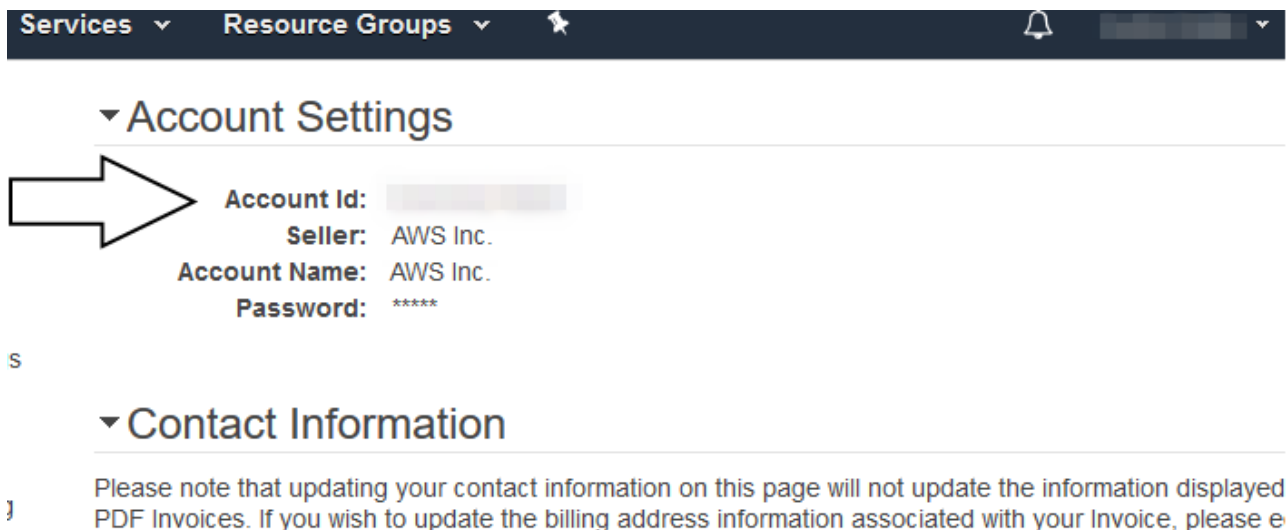 Services Resource Groups
Account Settings
Account Id:
Seller: AWS Inc.
Account Name: AWS Inc.
Password: *****
s
Contact Information
Please note that updating your contact information on this page will not update the information displayed
g
PDF Invoices. If you wish to update the billing address information associated with your Invoice, please e